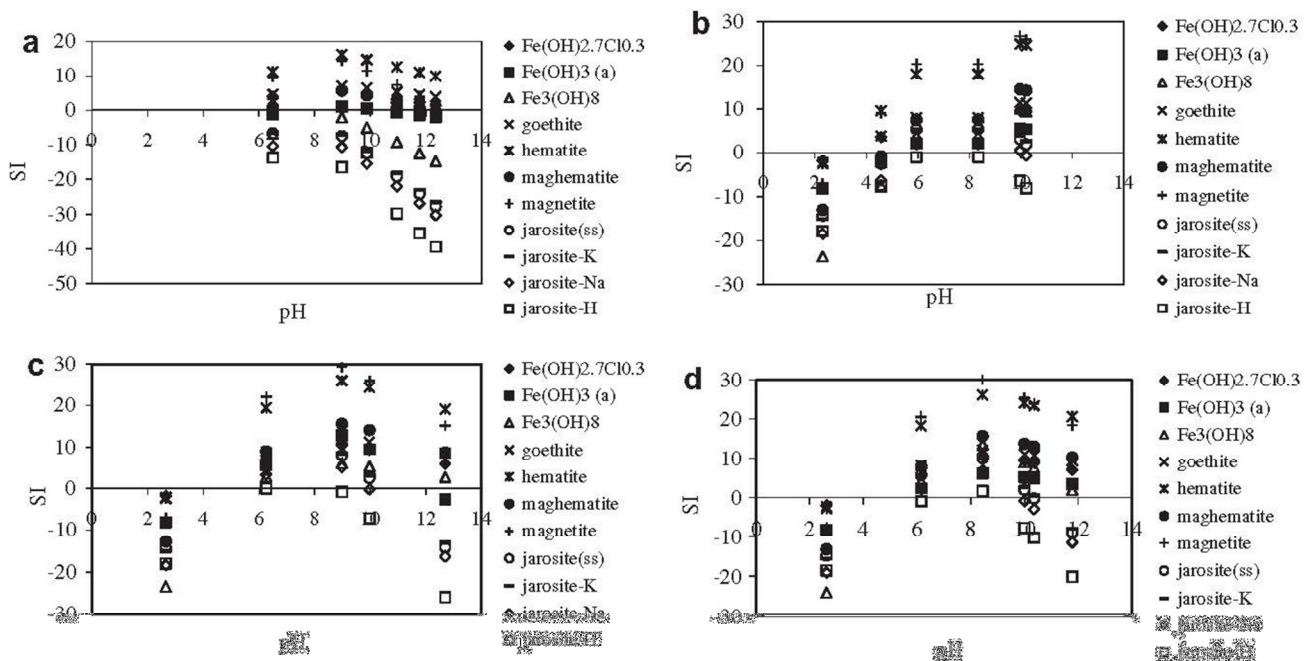 a
20
10
0
-10
-20
-30
-40
-50
0 2 4 6 8 10 12 14
SI
pH
Fe(OH)2.7Cl0.3
Fe(OH)3 (a)
Fe3(OH)8
goethite
hematite
maghematite
magnetite
jarosite(ss)
jarosite-K
jarosite-Na
jarosite-H
b
30
20
10
0
-10
-20
-30
0 2 4 6 8 10 12 14
SI
pH
Fe(OH)2.7Cl0.3
Fe(OH)3 (a)
Fe3(OH)8
goethite
hematite
maghematite
magnetite
jarosite(ss)
jarosite-K
jarosite-Na
jarosite-H
c
30
20
10
0
-10
-20
-30
0 2 4 6 8 10 12 14
SI
Fe(OH)2.7Cl0.3
Fe(OH)3 (a)
Fe3(OH)8
goethite
hematite
maghematite
magnetite
jarosite(ss)
jarosite-K
jarosite-Na
d
30
20
10
0
-10
-20
0 2 4 6 8 10 12 14
SI
pH
Fe(OH)2.7Cl0.3
Fe(OH)3 (a)
Fe3(OH)8
goethite
hematite
maghematite
magnetite
jarosite(ss)
jarosite-K